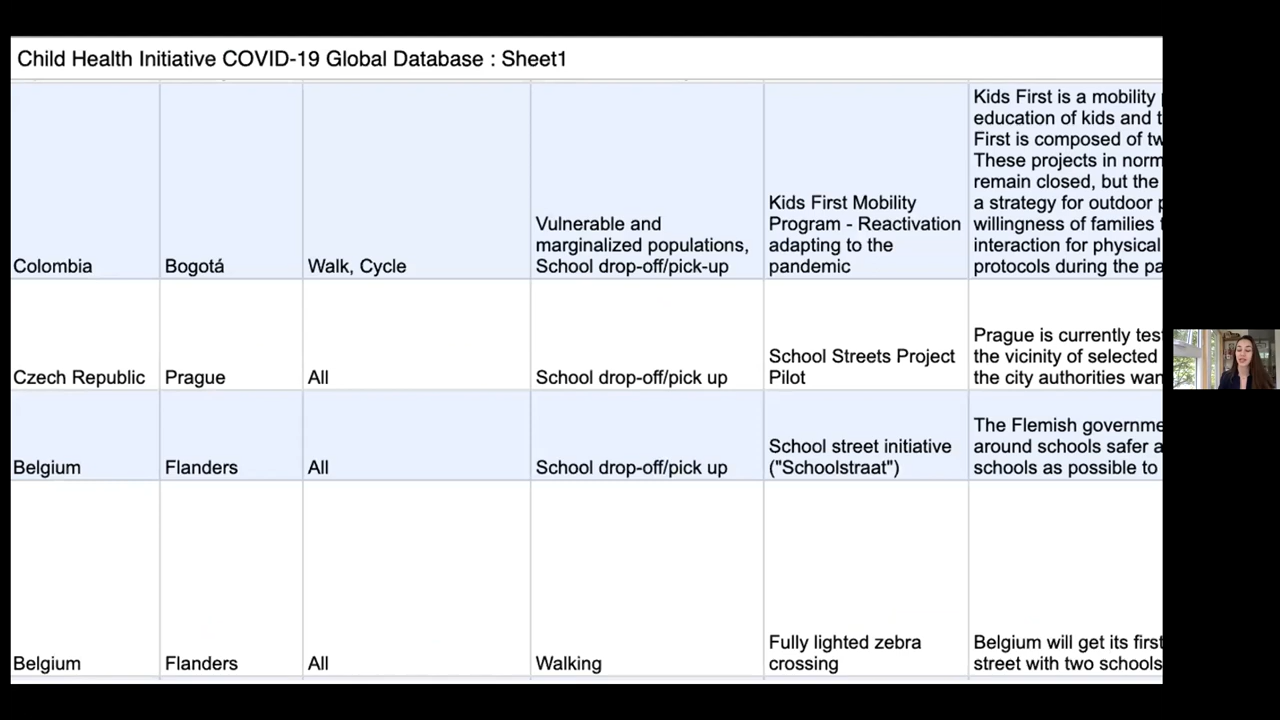 Child Health Initiative COVID-19 Global Database : Sheet1
Colombia
Bogotá
Walk, Cycle
Vulnerable and
marginalized populations,
School drop-off/pick-up
Kids First Mobility
Program - Reactivation
adapting to the
pandemic
Kids First is a mobility
education of kids and
First is composed of
These projects in
remain closed, but the
a strategy for outdoor
willingness of families
interaction for physical
protocols during the
Czech Republic
Prague
All
School drop-off/pick up
School Streets Project
Pilot
Prague is currently
the vicinity of selected
the city authorities
Belgium
Flanders
All
School drop-off/pick up
School street initiative
("Schoolstraat")
The Flemish
around schools safer
schools as possible to
Belgium
Flanders
All
Walking
Fully lighted zebra
crossing
Belgium will get its first
street with two schools